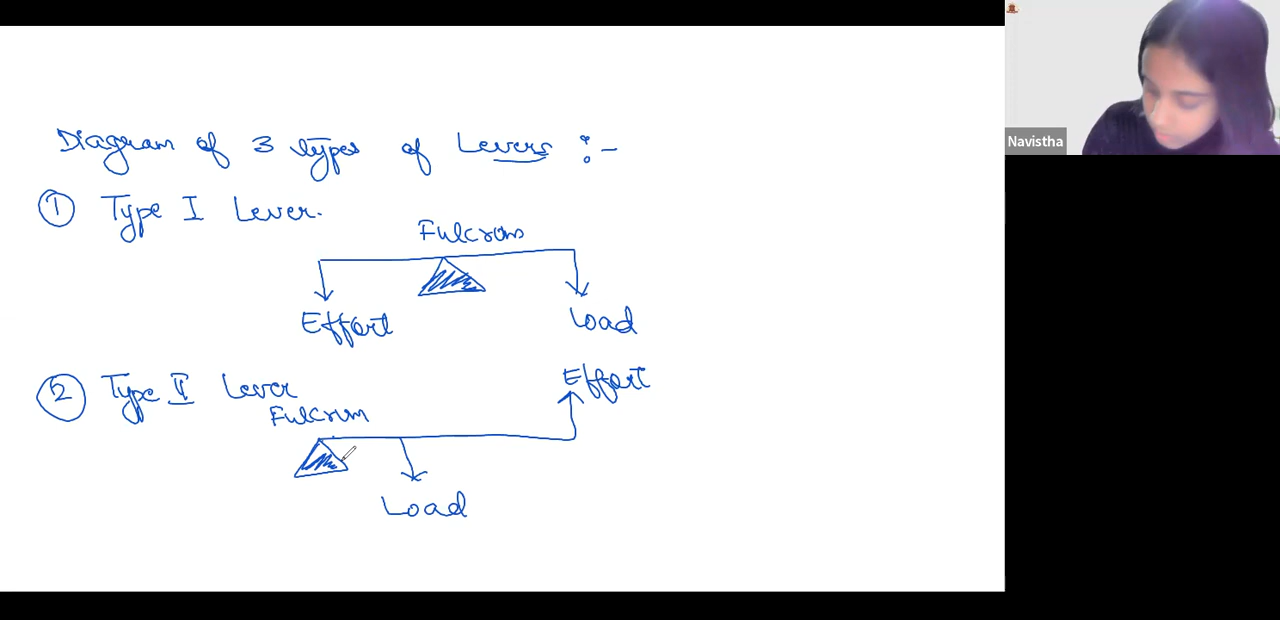 Diagram of 3 types of Levers :-
① Type I Lever.
Fulcrum
Effort
Load
② Type II Lever
Effort
Fulcrum
Load
Navistha